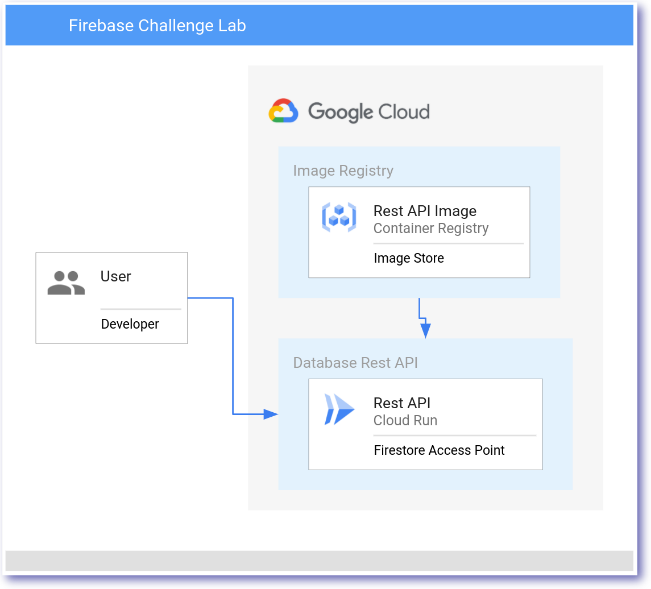 Firebase Challenge Lab
Google Cloud
Image Registry
Rest API Image
Container Registry
Image Store
User
Developer
Database Rest API
Rest API
Cloud Run
Firestore Access Point